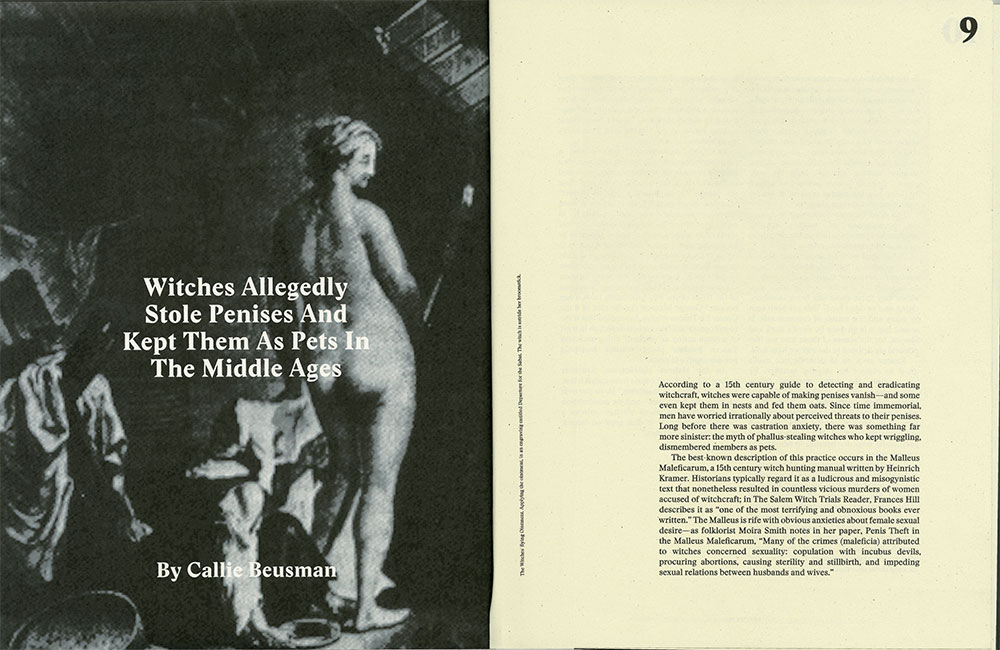 Witches Allegedly
Stole Penises And
Kept Them As Pets In
The Middle Ages
By Callie Beusman
9
The Witches' flying Ointment. Applying the ointment, in an engraving entitled Departure for the Sabat. The witch is astride her broomstick.
According to a 15th century guide to detecting and eradicating
witchcraft, witches were capable of making penises vanish—and some
even kept them in nests and fed them oats. Since time immemorial,
men have worried irrationally about perceived threats to their penises.
Long before there was castration anxiety, there was something far
more sinister: the myth of phallus-stealing witches who kept wriggling,
dismembered members as pets.
The best-known description of this practice occurs in the Malleus
Maleficarum, a 15th century witch hunting manual written by Heinrich
Kramer. Historians typically regard it as a ludicrous and misogynistic
text that nonetheless resulted in countless vicious murders of women
accused of witchcraft; in The Salem Witch Trials Reader, Frances Hill
describes it as “one of the most terrifying and obnoxious books ever
written.” The Malleus is rife with obvious anxieties about female sexual
desire—as folklorist Moira Smith notes in her paper, Penis Theft in
the Malleus Maleficarum, “Many of the crimes (maleficia) attributed
to witches concerned sexuality: copulation with incubus devils,
procuring abortions, causing sterility and stillbirth, and impeding
sexual relations between husbands and wives.”